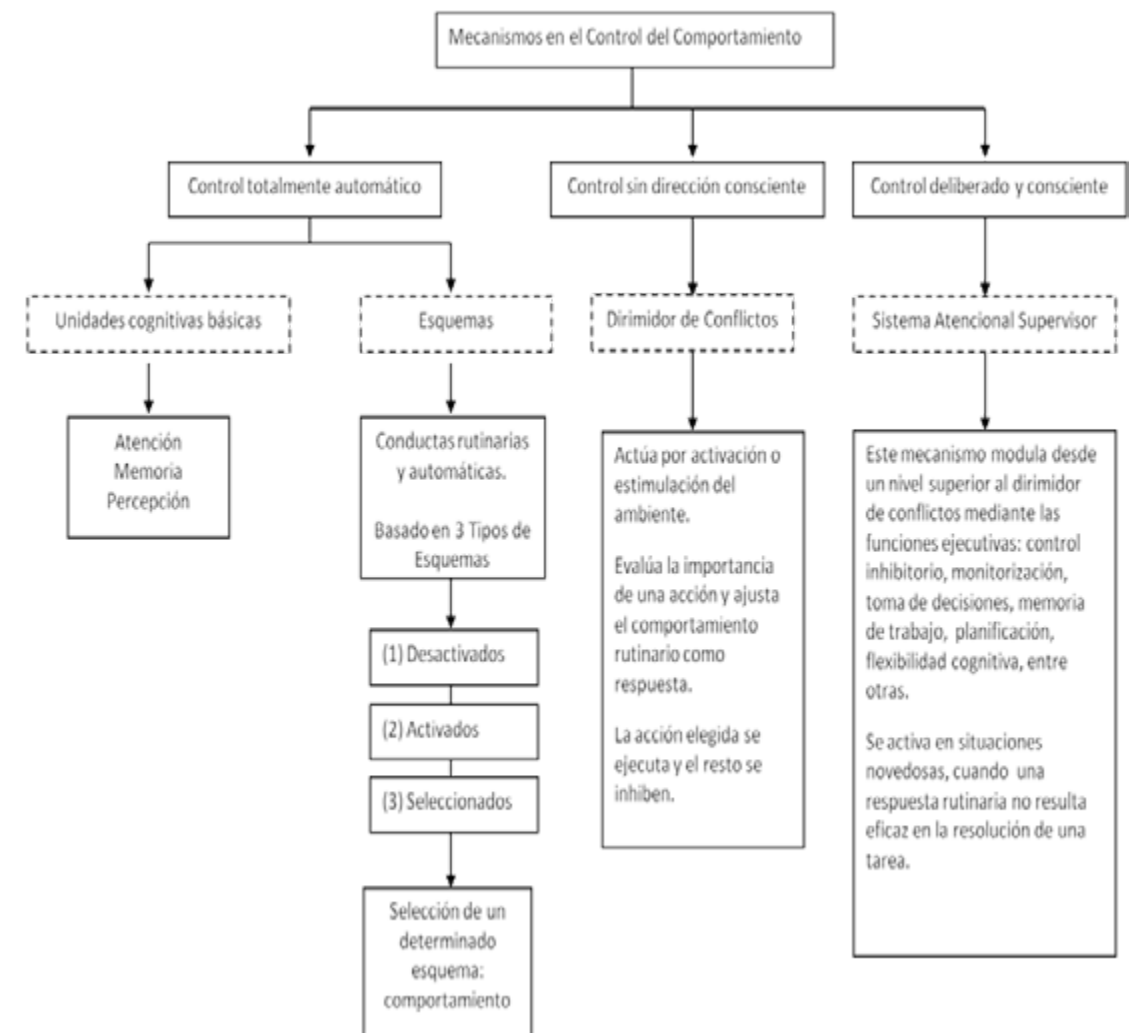 Mecanismos en el Control del Comportamiento
Control totalmente automático
Control sin dirección consciente
Control deliberado y consciente
Unidades cognitivas básicas
Esquemas
Dirimidor de Conflictos
Sistema Atencional Supervisor
Atención
Memoria
Percepción
Conductas rutinarias
y automáticas.
Basado en 3 Tipos de
Esquemas
(1) Desactivados
(2) Activados
(3) Seleccionados
Selección de un
determinado
esquema:
comportamiento
Actúa por activación o
estimulación del
ambiente.
Evalúa la importancia
de una acción y ajusta
el comportamiento
rutinario como
respuesta.
La acción elegida se
ejecuta y el resto se
inhiben.
Este mecanismo modula desde
un nivel superior al dirimidor
de conflictos mediante las
funciones ejecutivas: control
inhibitorio, monitorización,
toma de decisiones, memoria
de trabajo, planificación,
flexibilidad cognitiva, entre
otras.
Se activa en situaciones
novedosas, cuando una
respuesta rutinaria no resulta
eficaz en la resolución de una
tarea.